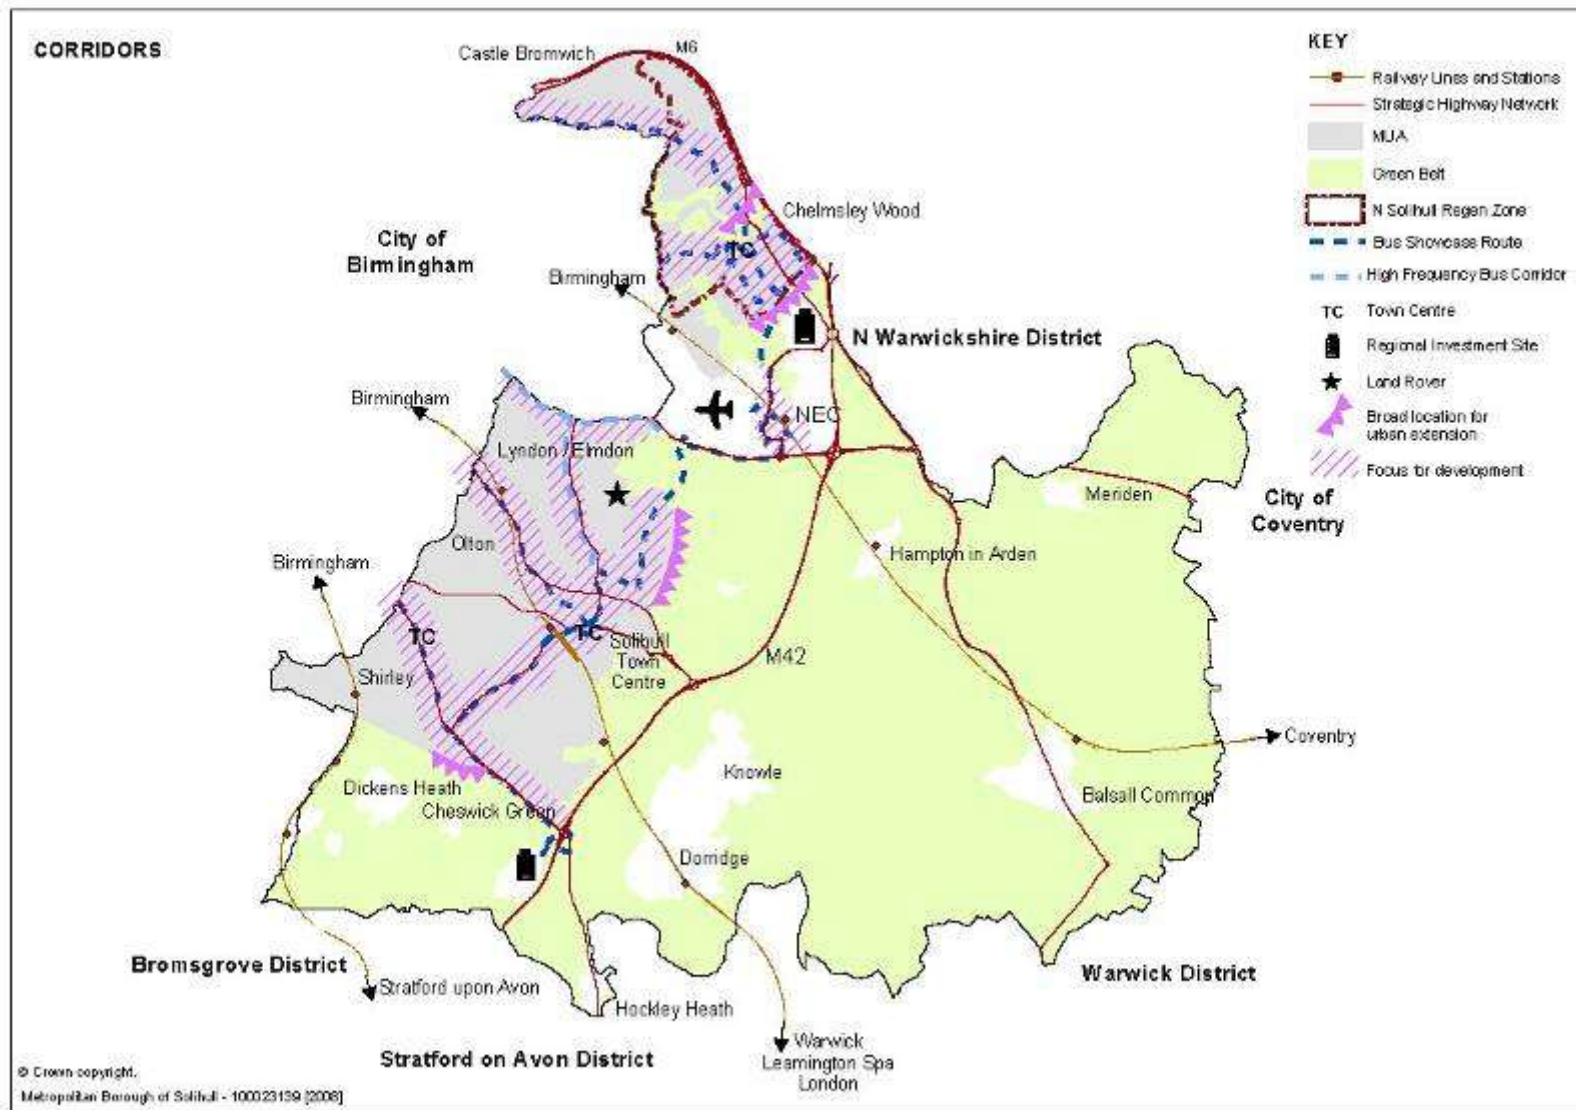 CORRIDORS
Castle Bromwich
M6
Chelmsley Wood
City of
Birmingham
TC
Birmingham
N Warwickshire District
Birmingham
NEC
Lyndon / Elmdon
Meriden
City of
Coventry
Olton
Hampton in Arden
Birmingham
TC
TC
Solihull
Town
Centre
M42
Shirley
Coventry
Knowle
Dickens Heath
Balsall Common
Cheswick Green
Dorridge
Bromsgrove District
Warwick District
Stratford upon Avon
Hockley Heath
Stratford on Avon District
Warwick
Leamington Spa
London
KEY
Railway Lines and Stations
Strategic Highway Network
MUA
Green Belt
N Solihull Regen Zone
Bus Showcase Route
High Frequency Bus Corridor
TC Town Centre
Regional Investment Site
Land Rover
Broad location for
urban extension
Focus for development
© Crown copyright.
Metropolitan Borough of Solihull - 100023139 [2008]